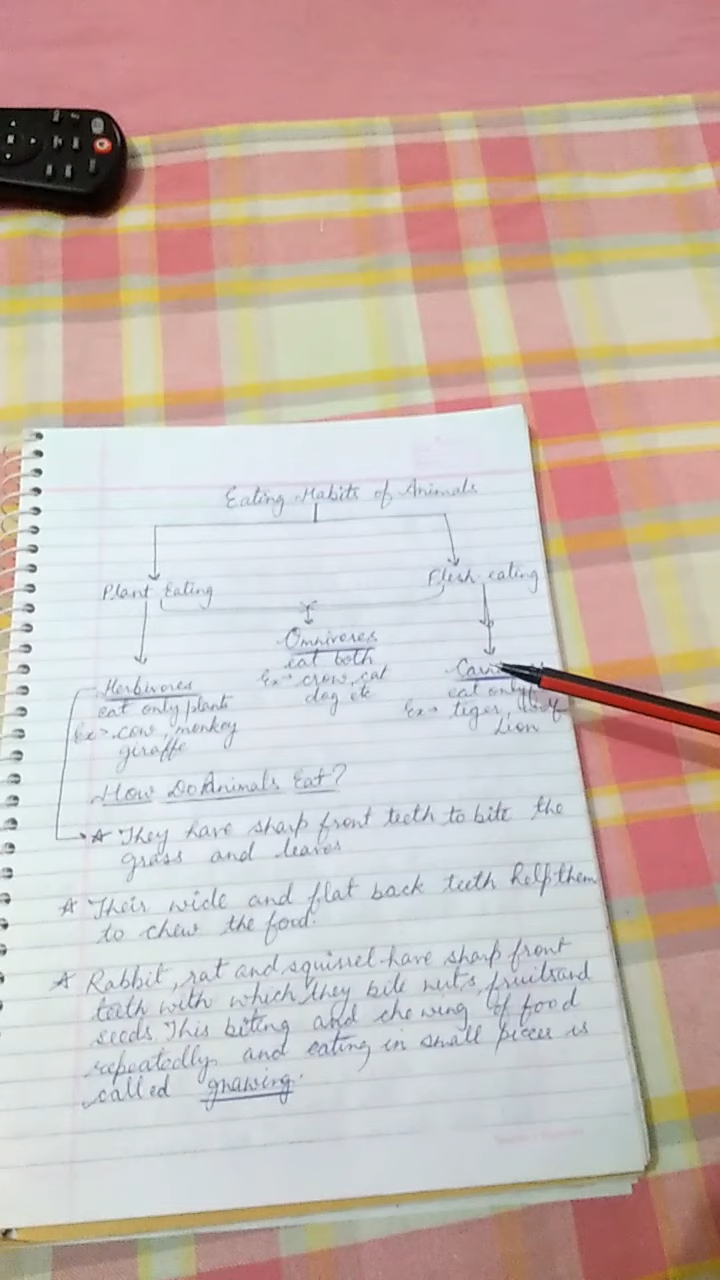 Eating Habits of Animals
Plant Eating
Flesh eating
Omnivores
eat both
Ex→ crow, cat
dog etc
Herbivores
eat only plants
Ex→ cow, monkey
giraffe
eat only
Ex→ tiger,
Lion
How Do Animals Eat?
They have sharp front teeth to bite the
grass and leaves
Their wide and flat back teeth help them
to chew the food.
Rabbit, rat and squirrel have sharp front
teeth with which they bite nuts, fruits and
seeds. This biting and chewing of food
repeatedly and eating in small pieces is
called gnawing.